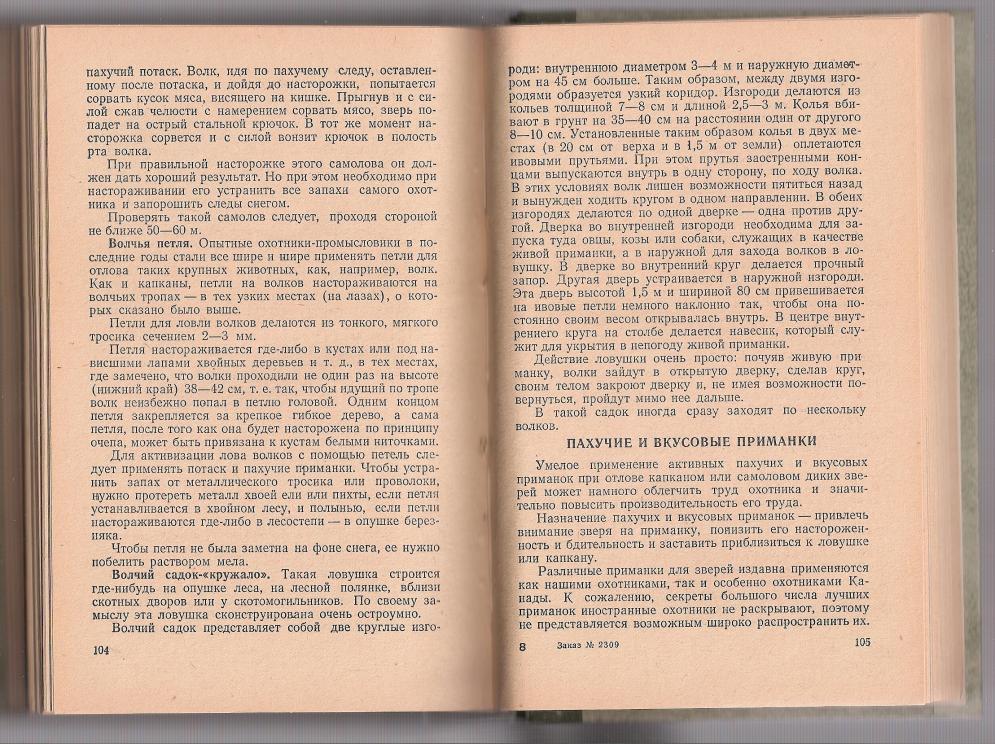 пахучий потаск. Волк, идя по пахучему следу, оставлен-
ному после потаска, и дойдя до насторожки, попытается
сорвать кусок мяса, висящего на кишке. Прыгнув и с си-
лой сжав челюсти с намерением сорвать мясо, зверь по-
падет на острый стальной крючок. В тот же момент на-
сторожка сорвется и с силой вонзит крючок в полость
рта волка.
При правильной насторожке этого самолова он дол-
жен дать хороший результат. Но при этом необходимо при
настораживании его устранить все запахи самого охот-
ника и запорошить следы снегом.
Проверять такой самолов следует, проходя стороной
не ближе 50—60 м.
Волчья петля. Опытные охотники-промысловики в по-
следние годы стали все шире и шире применять петли для
отлова таких крупных животных, как, например, волк.
Как и капканы, петли на волков настораживаются на
волчьих тропах — в тех узких местах (на лазах), о кото-
рых сказано было выше.
Петли для ловли волков делаются из тонкого, мягкого
тросика сечением 2—3 мм.
Петля настораживается где-либо в кустах или под на-
висшими лапами хвойных деревьев и т. д., в тех местах,
где замечено, что волки проходили не один раз на высоте
(нижний край) 38—42 см, т. е. так, чтобы идущий по тропе
волк неизбежно попал в петлю головой. Одним концом
петля закрепляется за крепкое гибкое дерево, а сама
петля, после того как она будет насторожена по принципу
очепа, может быть привязана к кустам белыми ниточками.
Для активизации лова волков с помощью петель сле-
дует применять потаск и пахучие приманки. Чтобы устра-
нить запах от металлического тросика или проволоки,
нужно протереть металл хвоей ели или пихты, если петля
устанавливается в хвойном лесу, и полынью, если петли
настораживаются где-либо в лесостепи — в опушке берез-
няка.
Чтобы петля не была заметна на фоне снега, ее нужно
побелить раствором мела.
Волчий садок-«кружало». Такая ловушка строится
где-нибудь на опушке леса, на лесной полянке, вблизи
скотных дворов или у скотомогильников. По своему за-
мыслу эта ловушка сконструирована очень остроумно.
Волчий садок представляет собой две круглые изго-
104
роди: внутреннюю диаметром 3—4 м и наружную диамет-
ром на 45 см больше. Таким образом, между двумя изго-
родями образуется узкий коридор. Изгороди делаются из
кольев толщиной 7—8 см и длиной 2,5—3 м. Колья вби-
вают в грунт на 35—40 см на расстоянии один от другого
8—10 см. Установленные таким образом колья в двух ме-
стах (в 20 см от верха и в 1,5 м от земли) оплетаются
ивовыми прутьями. При этом прутья заостренными кон-
цами выпускаются внутрь в одну сторону, по ходу волка.
В этих условиях волк лишен возможности пятиться назад
и вынужден ходить кругом в одном направлении. В обеих
изгородях делаются по одной дверке — одна против дру-
гой. Дверка во внутренней изгороди необходима для за-
пуска туда овцы, козы или собаки, служащих в качестве
живой приманки, а в наружной для захода волков в ло-
вушку. В дверке во внутренний круг делается прочный
запор. Другая дверь устраивается в наружной изгороди.
Эта дверь высотой 1,5 м и шириной 80 см привешивается
на ивовые петли немного наклонно так, чтобы она по-
стоянно своим весом открывалась внутрь. В центре внут-
реннего круга на столбе делается навесик, который слу-
жит для укрытия в непогоду живой приманки.
Действие ловушки очень просто: почуяв живую при
манку, волки зайдут в открытую дверку, сделав круг,
своим телом закроют дверку и, не имея возможности по-
вернуться, пройдут мимо нее дальше.
В такой садок иногда сразу заходят по нескольку
волков.
ПАХУЧИЕ И ВКУСОВЫЕ ПРИМАНКИ
Умелое применение активных пахучих и вкусовых
приманок при отлове капканом или самоловом диких зве-
рей может намного облегчить труд охотника и значи-
тельно повысить производительность его труда.
Назначение пахучих и вкусовых приманок — привлечь
внимание зверя на приманку, понизить его насторожен-
ность и бдительность и заставить приблизиться к ловушке
или капкану.
Различные приманки для зверей издавна применяются
как нашими охотниками, так и особенно охотниками Ка-
нады. К сожалению, секреты большого числа лучших
приманок иностранные охотники не раскрывают, поэтому
не представляется возможным широко распространить их.
8 Заказ № 2309
105